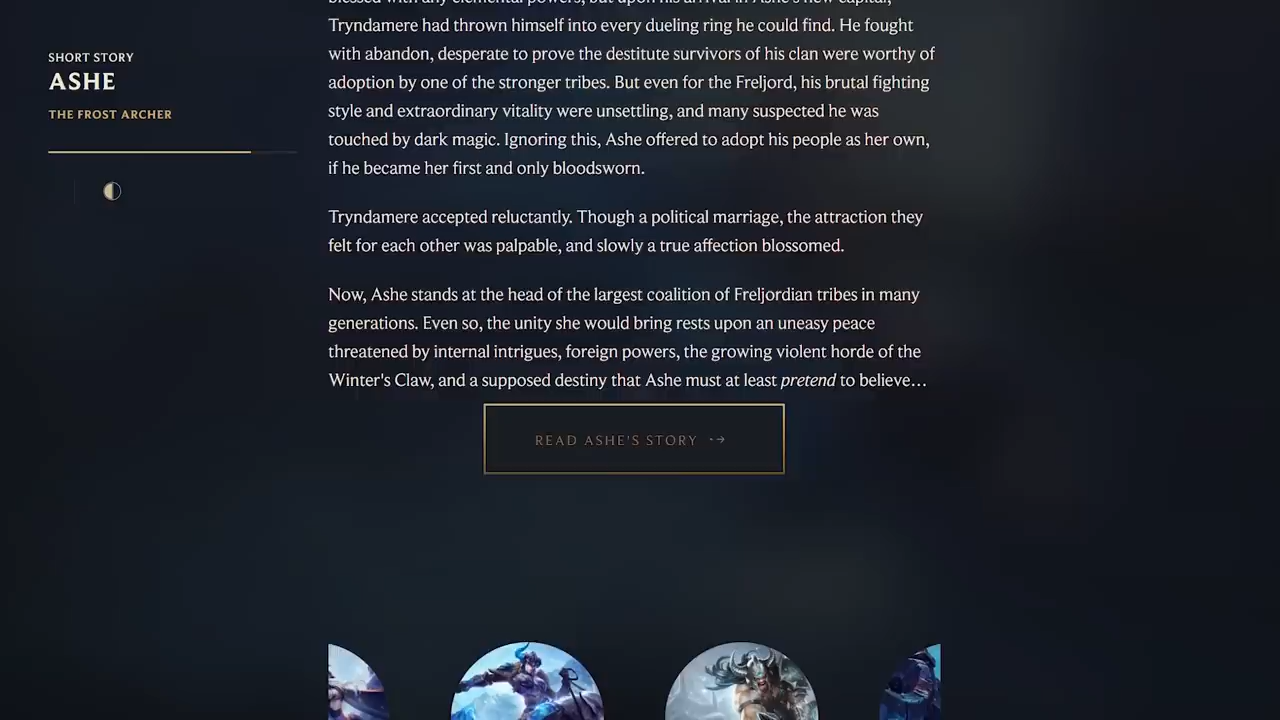 SHORT STORY
ASHE
THE FROST ARCHER
Tryndamere had thrown himself into every dueling ring he could find. He fought
with abandon, desperate to prove the destitute survivors of his clan were worthy of
adoption by one of the stronger tribes. But even for the Freljord, his brutal fighting
style and extraordinary vitality were unsettling, and many suspected he was
touched by dark magic. Ignoring this, Ashe offered to adopt his people as her own,
if he became her first and only bloodsworn.
Tryndamere accepted reluctantly. Though a political marriage, the attraction they
felt for each other was palpable, and slowly a true affection blossomed.
Now, Ashe stands at the head of the largest coalition of Freljordian tribes in many
generations. Even so, the unity she would bring rests upon an uneasy peace
threatened by internal intrigues, foreign powers, the growing violent horde of the
Winter's Claw, and a supposed destiny that Ashe must at least pretend to believe…
READ ASHE'S STORY